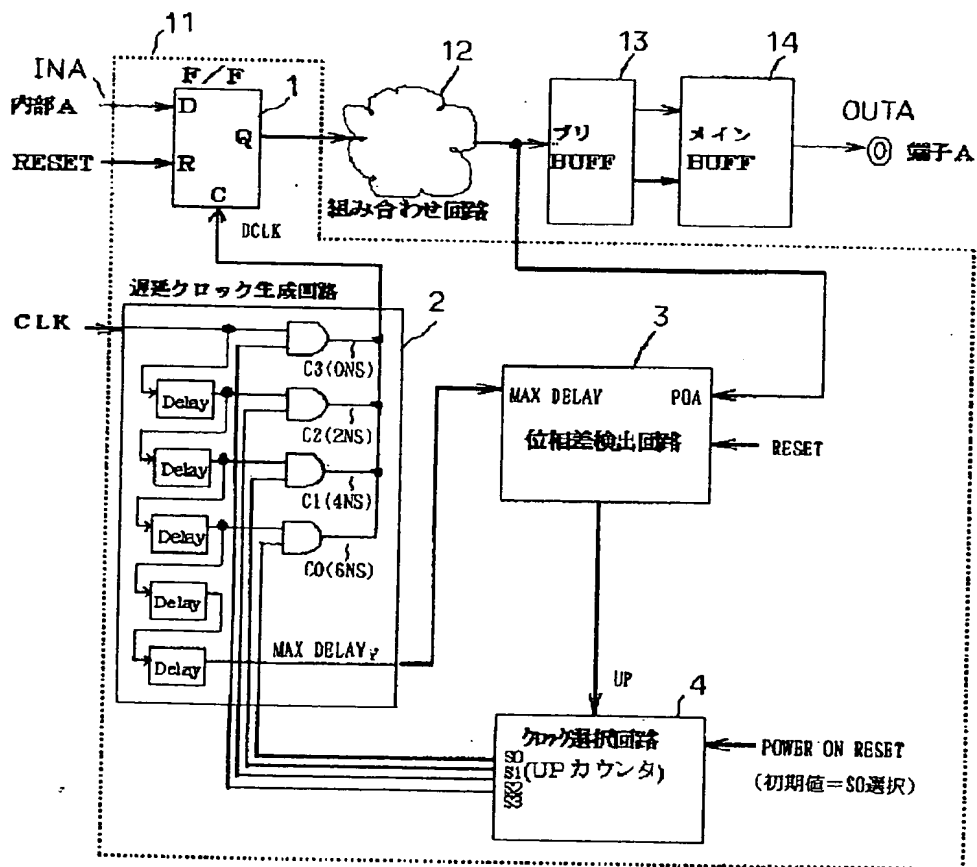 11
INA
内部A
F/F
1
D
Q
RESET
R
C
DCLK
12
組み合わせ回路
13
プリ
BUFF
14
メイン
BUFF
OUTA
端子A
遅延クロック生成回路
2
CLK
C3(0NS)
Delay
C2(2NS)
Delay
C1(4NS)
Delay
C0(6NS)
Delay
Delay
MAX DELAY
3
MAX DELAY
POA
位相差検出回路
RESET
UP
4
クロック選択回路
(UPカウンタ)
S0
S1
POWER ON RESET
(初期値=S0選択)